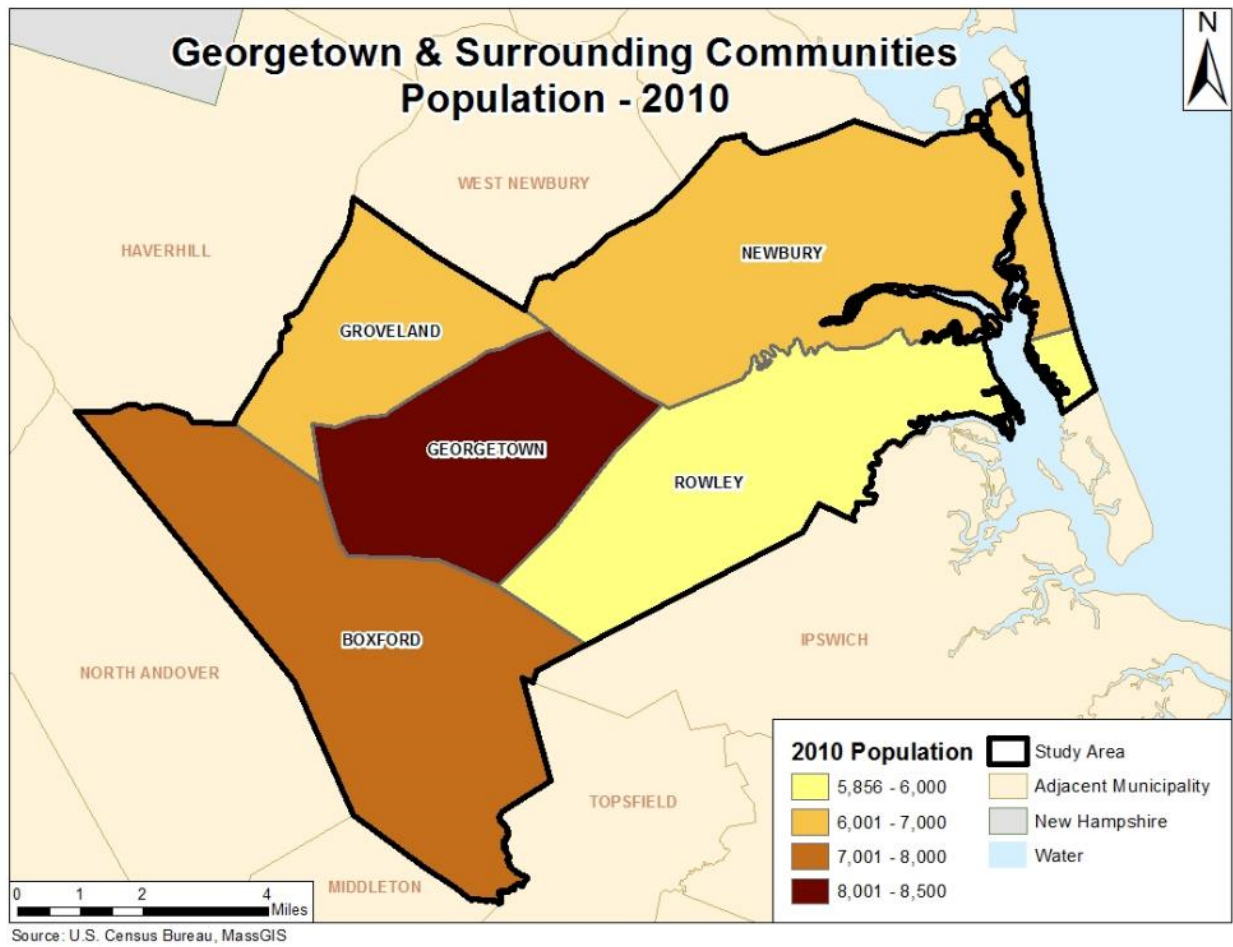 Georgetown & Surrounding Communities
Population - 2010
N
WEST NEWBURY
HAVERHILL
NEWBURY
GROVELAND
GEORGETOWN
ROWLEY
BOXFORD
IPSWICH
NORTH ANDOVER
TOPSFIELD
MIDDLETON
2010 Population
5,856 - 6,000
6,001 - 7,000
7,001 - 8,000
8,001 - 8,500
Study Area
Adjacent Municipality
New Hampshire
Water
0 1 2 4
Miles
Source: U.S. Census Bureau, MassGIS